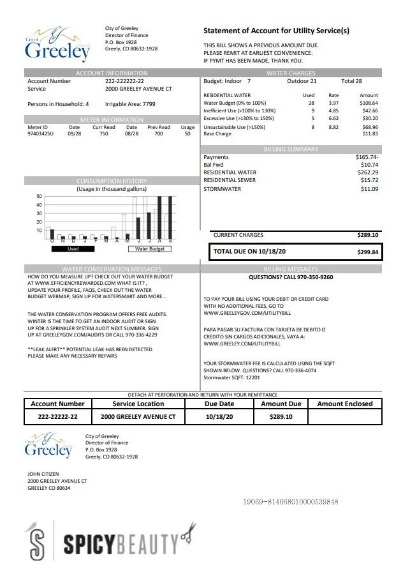 City of Greeley
City of Greeley
Director of Finance
P.O. Box 1928
Greely, CO 80632-1928
Statement of Account for Utility Service(s)
THIS BILL SHOWS A PREVIOUS AMOUNT DUE.
PLEASE REMIT AT EARLIEST CONVENIENCE.
IF PYMT HAS BEEN MADE, THANK YOU.
ACCOUNT INFORMATION
Account Number 222-222222-22
Service 2000 GREELEY AVENUE CT
Persons in Household: 4 Irrigable Area: 7799
METER INFORMATION
Meter ID Date Curr Read Date Prev Read Usage
97403425U 09/28 750 08/28 700 50
WATER CHARGES
Budget: Indoor 7 Outdoor 21 Total 28
RESIDENTIAL WATER Used Rate Amount
Water Budget (0% to 100%) 28 3.97
Inefficient Use (>100% to 130%) 9 4.85 $42.66
Excessive Use (>130% to 150%) 5 6.62
Unsustainable Use (>150%) 8 8.82 $68.96
Base Charge $11.83
CONSUMPTION HISTORY
(Usage in thousand gallons)
50
40
30
20
10
O N D J F M A M J J A S
Used Water Budget
BILLING SUMMARY
Payments $165.74-
Bal Fwd $10.74
RESIDENTIAL WATER $262.29
RESIDENTIAL SEWER $15.72
STORMWATER $11.09
CURRENT CHARGES $289.10
TOTAL DUE ON 10/18/20 $299.84
WATER CONSERVATION MESSAGES
HOW DO YOU MEASURE UP? CHECK OUT YOUR WATER BUDGET
AT WWW.EFFICIENCYREWARDED.COM WHAT IS IT?,
UPDATE YOUR PROFILE, FAQS, CHECK OUT THE WATER
BUDGET WEBMAP, SIGN UP FOR WATERSMART AND MORE...
THE WATER CONSERVATION PROGRAM OFFERS FREE AUDITS.
WINTER IS THE TIME TO GET AN INDOOR AUDIT OR SIGN
UP FOR A SPRINKLER SYSTEM AUDIT NEXT SUMMER. SIGN
UP AT GREELEYGOV.COM/AUDITS OR CALL 970-336-4229
**LEAK ALERT** POTENTIAL LEAK HAS BEEN DETECTED
PLEASE MAKE ANY NECESSARY REPAIRS
BILLING MESSAGES
QUESTIONS? CALL 970-350-9260
TO PAY YOUR BILL USING YOUR DEBIT OR CREDIT CARD
WITH NO ADDITIONAL FEES, GO TO
WWW.GREELEYGOV.COM/UTILITYBILL
PARA PAGAR SU FACTURA CON TARJETA DE DEBITO O
CREDITO SIN CARGOS ADICIONALES, VAYA A:
WWW.GREELEYGOV.COM/UTILITYBILL
YOUR STORMWATER FEE IS CALCULATED USING THE SQFT
SHOWN BELOW. QUESTIONS? CALL 970-336-4074
Stormwater SQFT: 12201
DETACH AT PERFORATION AND RETURN WITH YOUR REMITTANCE
Account Number Service Location Due Date Amount Due Amount Enclosed
222-22222-22 2000 GREELEY AVENUE CT 10/18/20 $289.10
City of Greeley
City of Greeley
Director of Finance
P.O. Box 1928
Greely, CO 80632-1928
JOHN CITIZEN
2000 GREELEY AVENUE CT
GREELEY CO 80634
SPICYBEAUTY